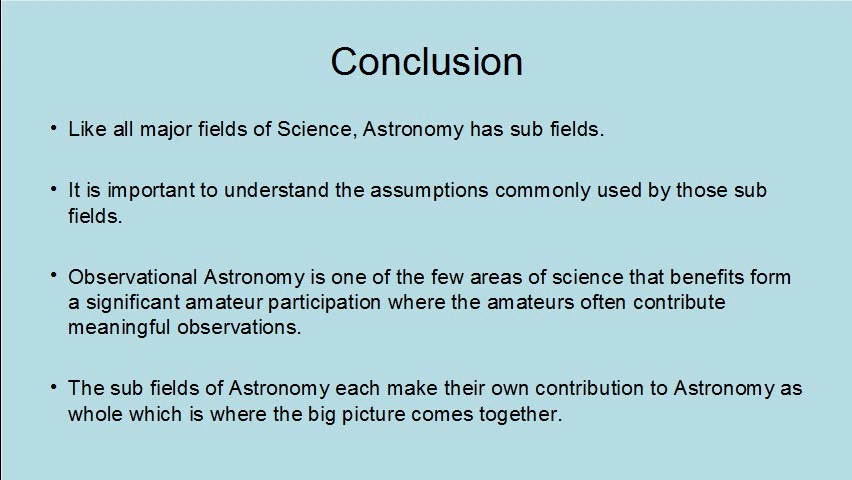 Conclusion
• Like all major fields of Science, Astronomy has sub fields.
• It is important to understand the assumptions commonly used by those sub
fields.
• Observational Astronomy is one of the few areas of science that benefits form
a significant amateur participation where the amateurs often contribute
meaningful observations.
• The sub fields of Astronomy each make their own contribution to Astronomy as
whole which is where the big picture comes together.